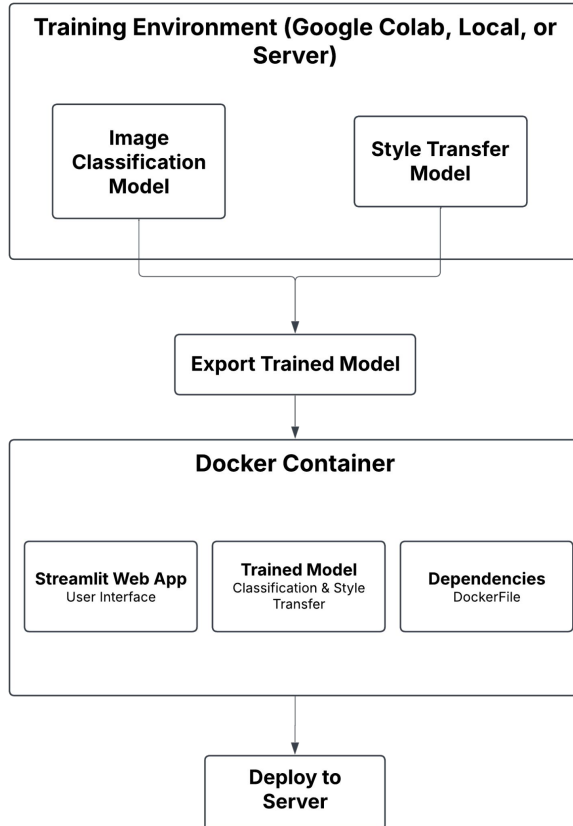 Training Environment (Google Colab, Local, or
Server)
Image
Classification
Model
Style Transfer
Model
Export Trained Model
Docker Container
Streamlit Web App
User Interface
Trained Model
Classification & Style
Transfer
Dependencies
DockerFile
Deploy to
Server